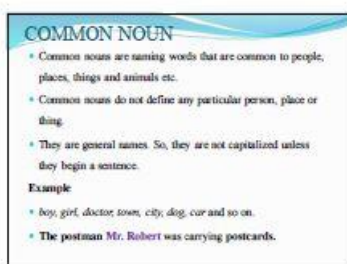 COMMON NOUN
• Common nouns are naming words that are common to people,
places, things and animals etc.
• Common nouns do not define any particular person, place or
thing.
• They are general names. So, they are not capitalized unless
they begin a sentence.
Example
• boy, girl, doctor, town, city, dog, car and so on.
• The postman Mr. Robert was carrying postcards.